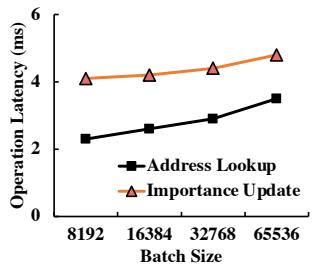 Operation Latency (ms)
6
4
2
0
Address Lookup
Importance Update
8192 16384 32768 65536
Batch Size